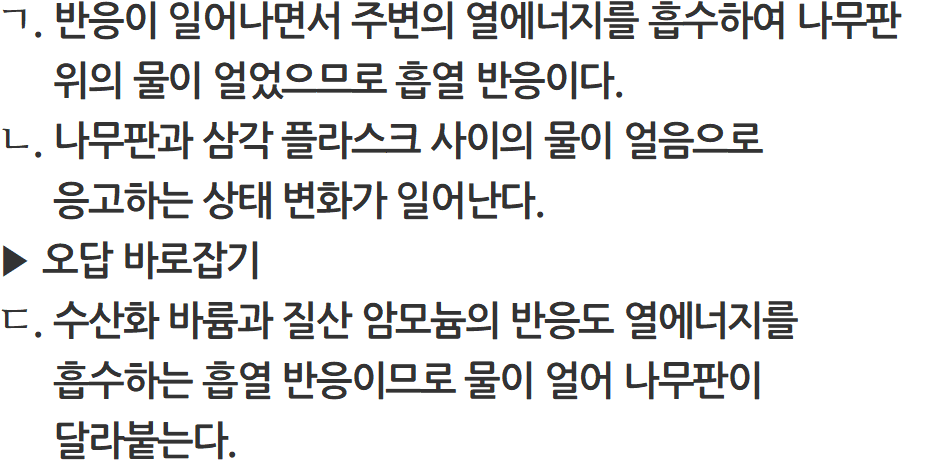 ㄱ. 반응이 일어나면서 주변의 열에너지를 흡수하여 나무판
위의 물이 얼었으므로 흡열 반응이다.
ㄴ. 나무판과 삼각 플라스크 사이의 물이 얼음으로
응고하는 상태 변화가 일어난다.
▶ 오답 바로잡기
ㄷ. 수산화 바륨과 질산 암모늄의 반응도 열에너지를
흡수하는 흡열 반응이므로 물이 얼어 나무판이
달라붙는다.